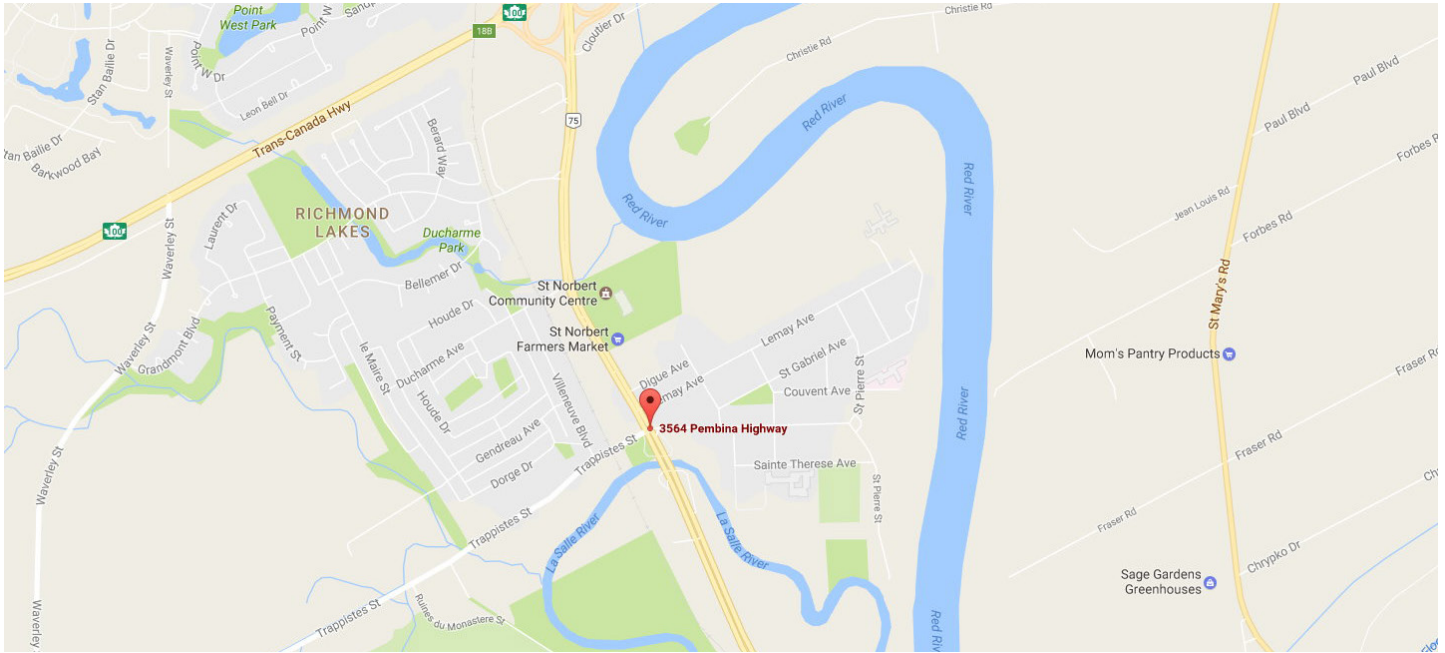 Point
West Park
Point W
Sandp
100
18B
Cloutier Dr
Christie Rd
Christie Rd
Stan Bailie Dr
Waverley St
Point W Dr
Leon Bell Dr
Trans-Canada Hwy
75
Red River
Paul Blvd
Paul Blvd
Forbes R
tan Bailie Dr
Barkwood Bay
Berard Way
Red River
Red River
Jean Louis Rd
Forbes Rd
100
Waverley St
Laurent Dr
RICHMOND
LAKES
Ducharme
Park
Bellemer Dr
St Norbert
Community Centre
St Mary's Rd
Houde Dr
Payment St
Grandmont Blvd
Waverley St
St Norbert
Farmers Market
Lemay Ave
Mom's Pantry Products
Fraser Rd
le Maire St
Ducharme Ave
Villeneuve Blvd
Digue Ave
St Gabriel Ave
Couvent Ave
St Pierre St
Lemay Ave
Houde Dr
Gendreau Ave
3564 Pembina Highway
Red River
Trappistes St
Dorge Dr
Sainte Therese Ave
Fraser Rd
Waverley St
St Pierre St
Trappistes St
La Salle River
La Salle River
Fraser Rd
Chrypko Dr
Sage Gardens
Greenhouses
Ruines du Monastere St
Trappistes St
Waverley
Red Riv